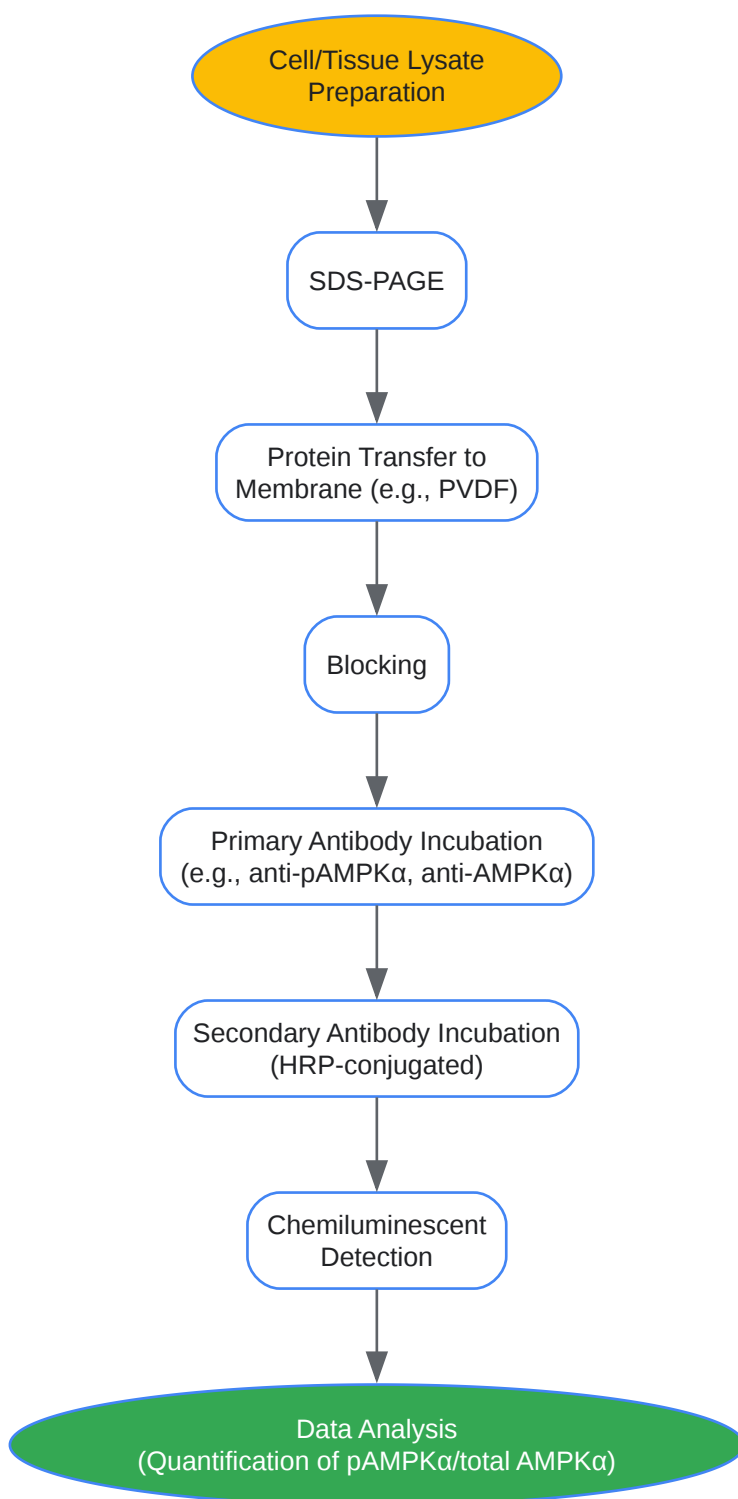 Cell/Tissue Lysate
Preparation
SDS-PAGE
Protein Transfer to
Membrane (e.g., PVDF)
Blocking
Primary Antibody Incubation
(e.g., anti-pAMPKα, anti-AMPKα)
Secondary Antibody Incubation
(HRP-conjugated)
Chemiluminescent
Detection
Data Analysis
(Quantification of pAMPKα/total AMPKα)